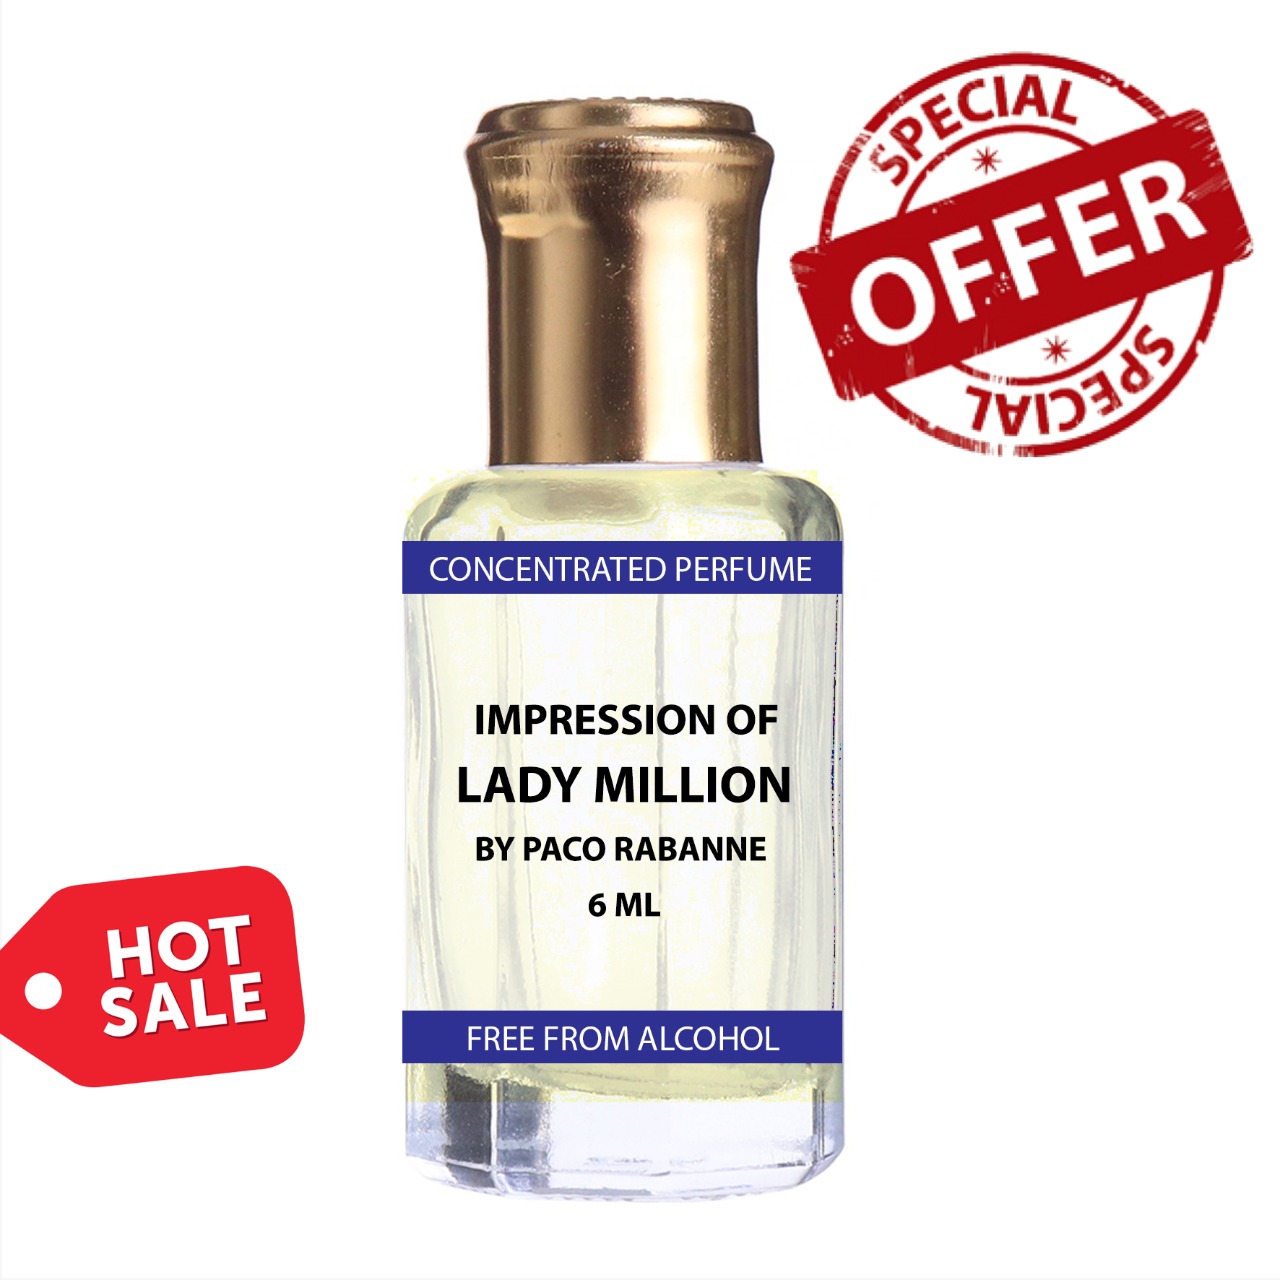 SPECIAL
OFFER
SPECIAL
CONCENTRATED PERFUME
IMPRESSION OF
LADY MILLION
BY PACO RABANNE
6 ML
HOT
SALE
FREE FROM ALCOHOL